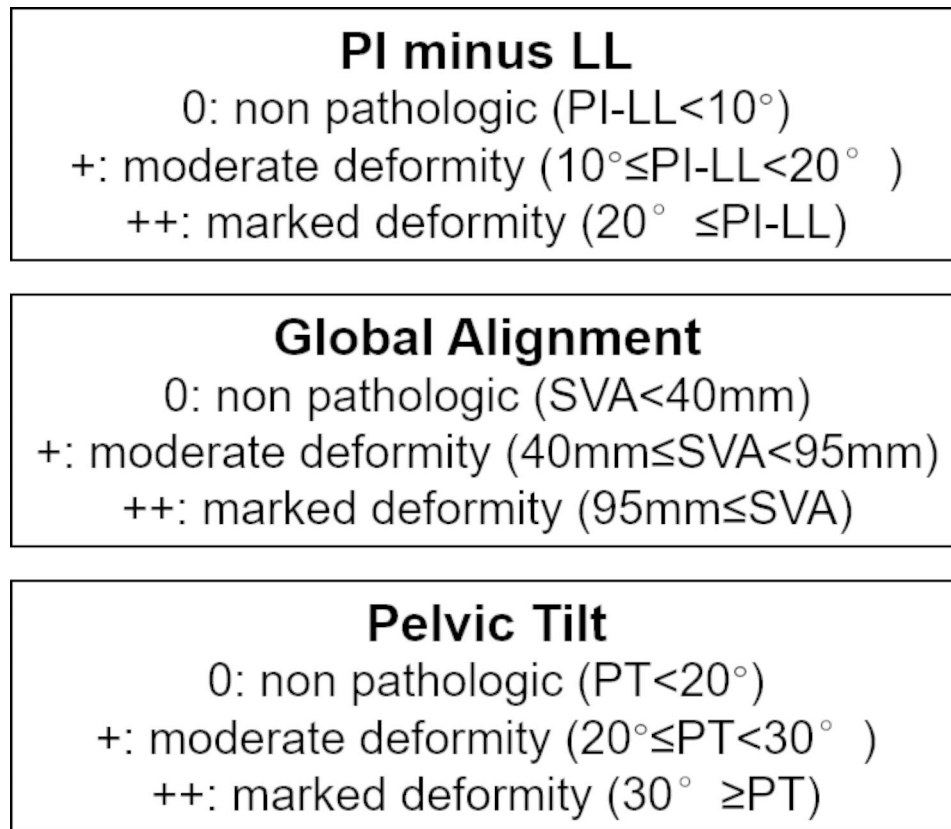 PI minus LL
0: non pathologic (PI-LL<10°)
+: moderate deformity (10°≤PI-LL<20° )
++: marked deformity (20° ≤PI-LL)
Global Alignment
0: non pathologic (SVA<40mm)
+: moderate deformity (40mm≤SVA<95mm)
++: marked deformity (95mm≤SVA)
Pelvic Tilt
0: non pathologic (PT<20°)
+: moderate deformity (20°≤PT<30° )
++: marked deformity (30° ≥PT)